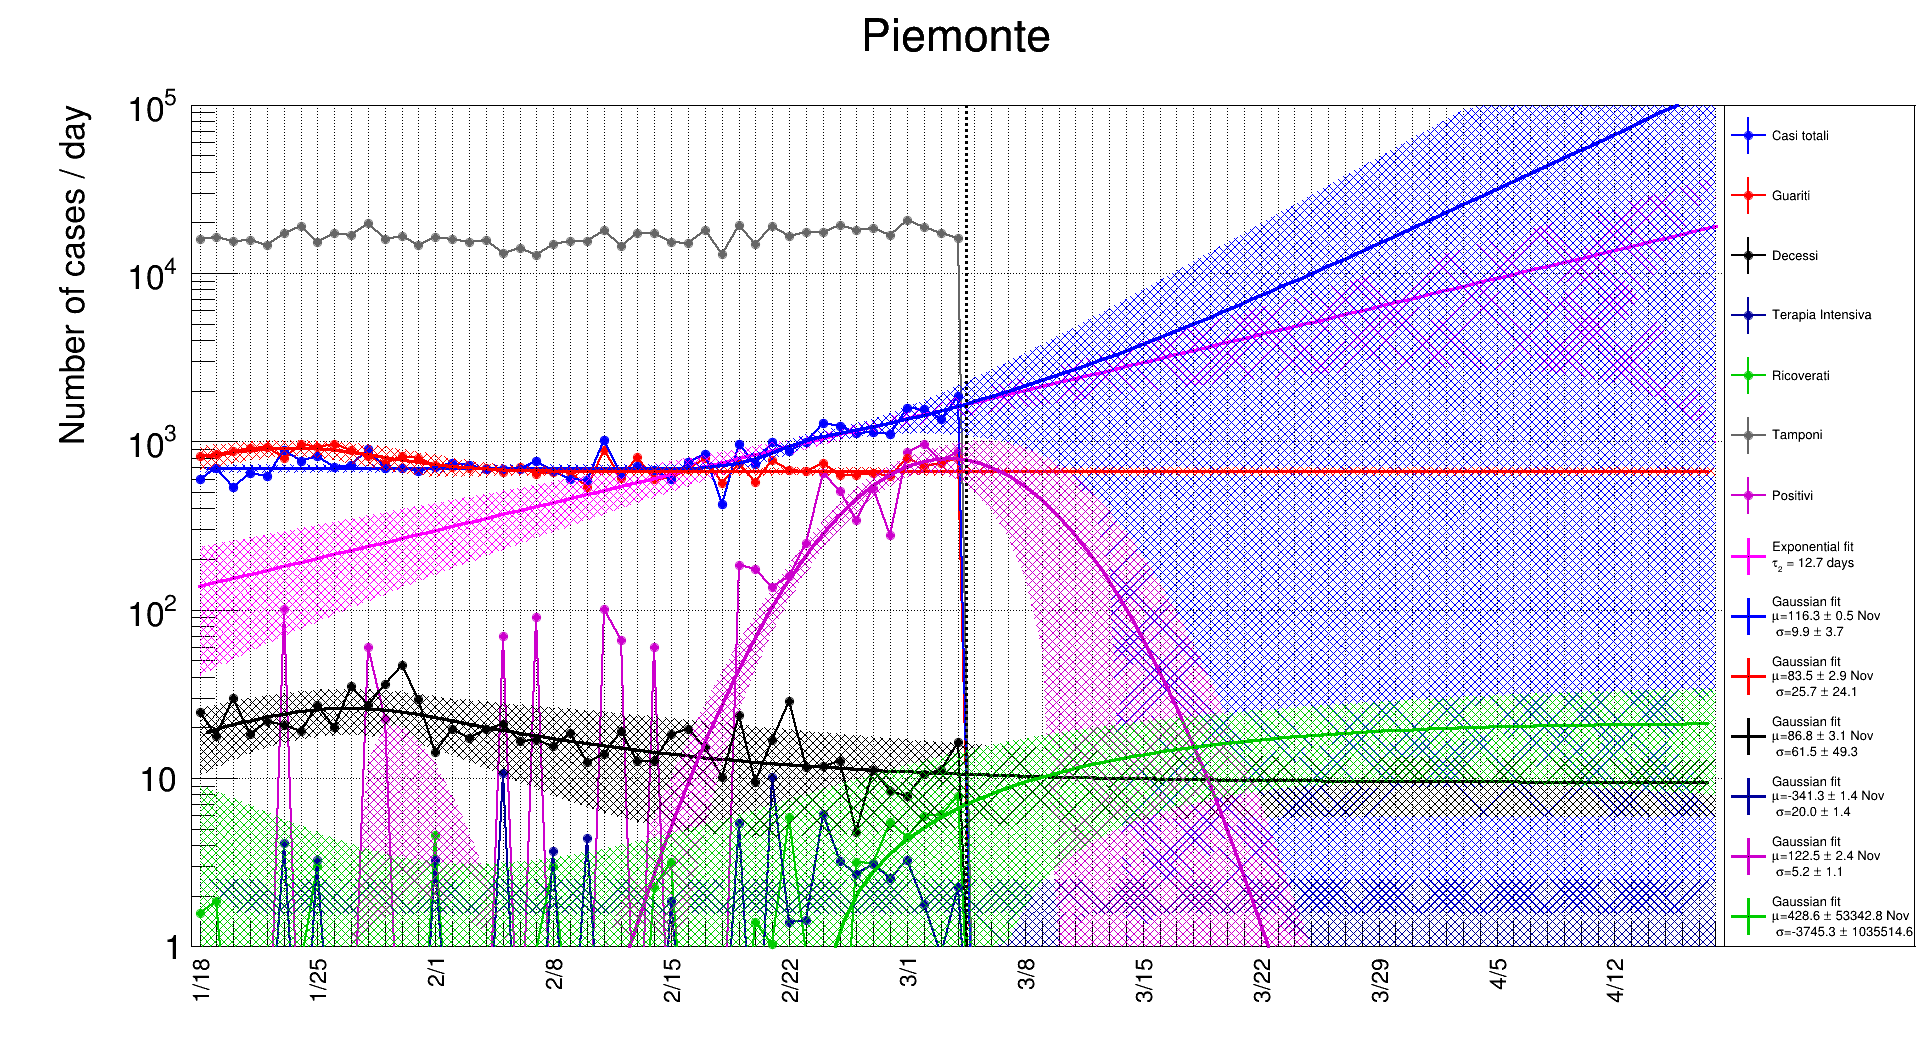 Piemonte
Number of cases / day
10^5
10^4
10^3
10^2
10
1
1/18
1/25
2/1
2/8
2/15
2/22
3/1
3/8
3/15
3/22
3/29
4/5
4/12
Casi totali
Guariti
Decessi
Terapia Intensiva
Ricoverati
Tamponi
Positivi
Exponential fit
τ_2 = 12.7 days
Gaussian fit
μ=116.3 ± 0.5 Nov
σ=9.9 ± 3.7
Gaussian fit
μ=83.5 ± 2.9 Nov
σ=25.7 ± 24.1
Gaussian fit
μ=86.8 ± 3.1 Nov
σ=61.5 ± 49.3
Gaussian fit
μ=-341.3 ± 1.4 Nov
σ=20.0 ± 1.4
Gaussian fit
μ=122.5 ± 2.4 Nov
σ=5.2 ± 1.1
Gaussian fit
μ=428.6 ± 53342.8 Nov
σ=-3745.3 ± 1035514.6